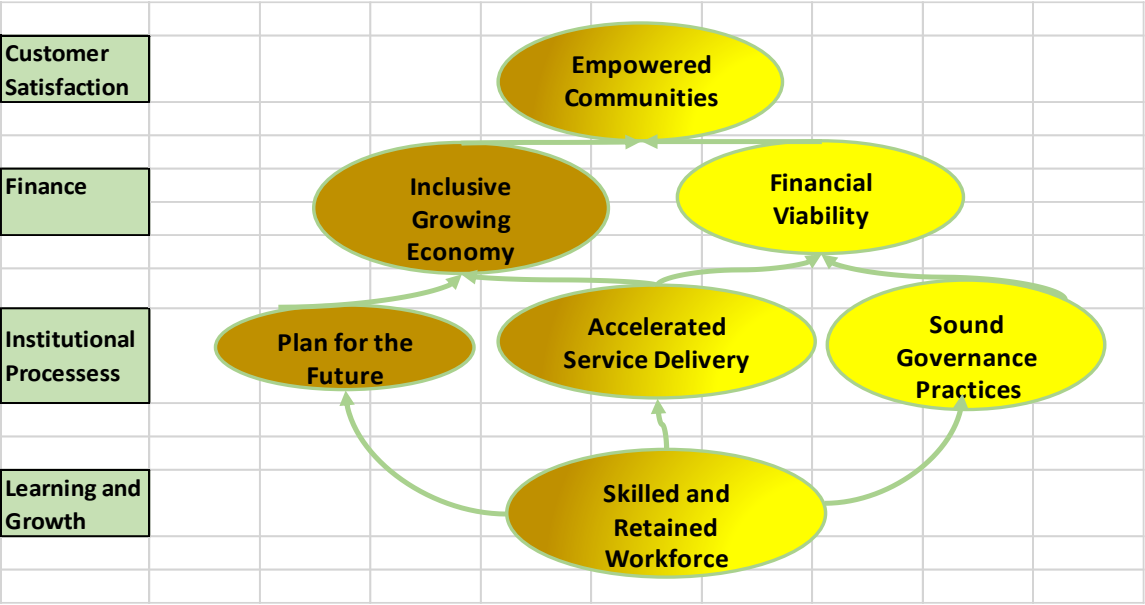 Customer
Satisfaction
Empowered
Communities
Finance
Inclusive
Growing
Economy
Financial
Viability
Institutional
Processess
Plan for the
Future
Accelerated
Service Delivery
Sound
Governance
Practices
Learning and
Growth
Skilled and
Retained
Workforce